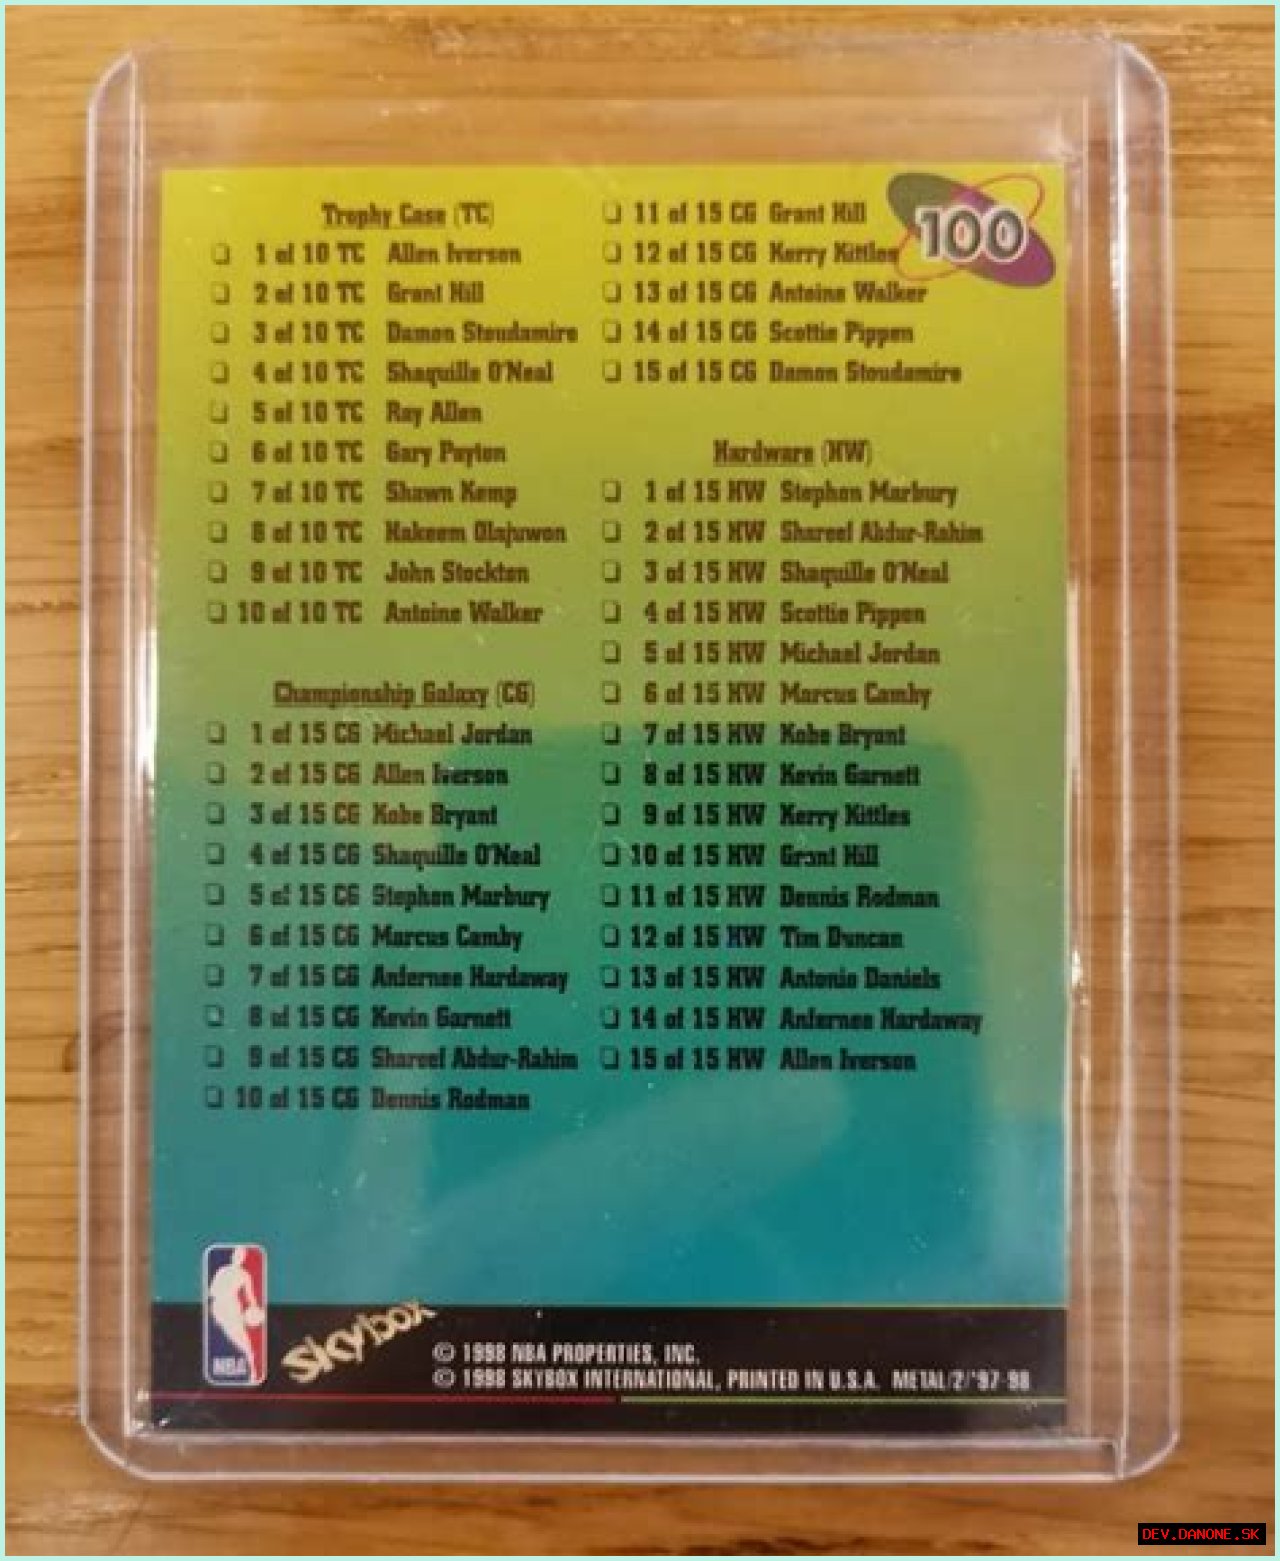 Trophy Case (TC)
1 of 10 TC Allen Iverson
2 of 10 TC Grant Hill
3 of 10 TC Damon Stoudamire
4 of 10 TC Shaquille O'Neal
5 of 10 TC Ray Allen
6 of 10 TC Gary Payton
7 of 10 TC Shawn Kemp
8 of 10 TC Hakeem Olajuwon
9 of 10 TC John Stockton
10 of 10 TC Antoine Walker
Championship Galaxy (CG)
1 of 15 CG Michael Jordan
2 of 15 CG Allen Iverson
3 of 15 CG Kobe Bryant
4 of 15 CG Shaquille O'Neal
5 of 15 CG Stephon Marbury
6 of 15 CG Marcus Camby
7 of 15 CG Anfernee Hardaway
8 of 15 CG Kevin Garnett
9 of 15 CG Shareef Abdur-Rahim
10 of 15 CG Dennis Rodman
11 of 15 CG Grant Hill
12 of 15 CG Kerry Kittles
13 of 15 CG Antoine Walker
14 of 15 CG Scottie Pippen
15 of 15 CG Damon Stoudamire
100
Hardware (HW)
1 of 15 HW Stephon Marbury
2 of 15 HW Shareef Abdur-Rahim
3 of 15 HW Shaquille O'Neal
4 of 15 HW Scottie Pippen
5 of 15 HW Michael Jordan
6 of 15 HW Marcus Camby
7 of 15 HW Kobe Bryant
8 of 15 HW Kevin Garnett
9 of 15 HW Kerry Kittles
10 of 15 HW Grant Hill
11 of 15 HW Dennis Rodman
12 of 15 HW Tim Duncan
13 of 15 HW Antonio Daniels
14 of 15 HW Anfernee Hardaway
15 of 15 HW Allen Iverson
NBA
Skybox
© 1998 NBA PROPERTIES, INC.
© 1998 SKYBOX INTERNATIONAL, PRINTED IN U.S.A. METAL/2/'97-98
DEV.DANONE.SK